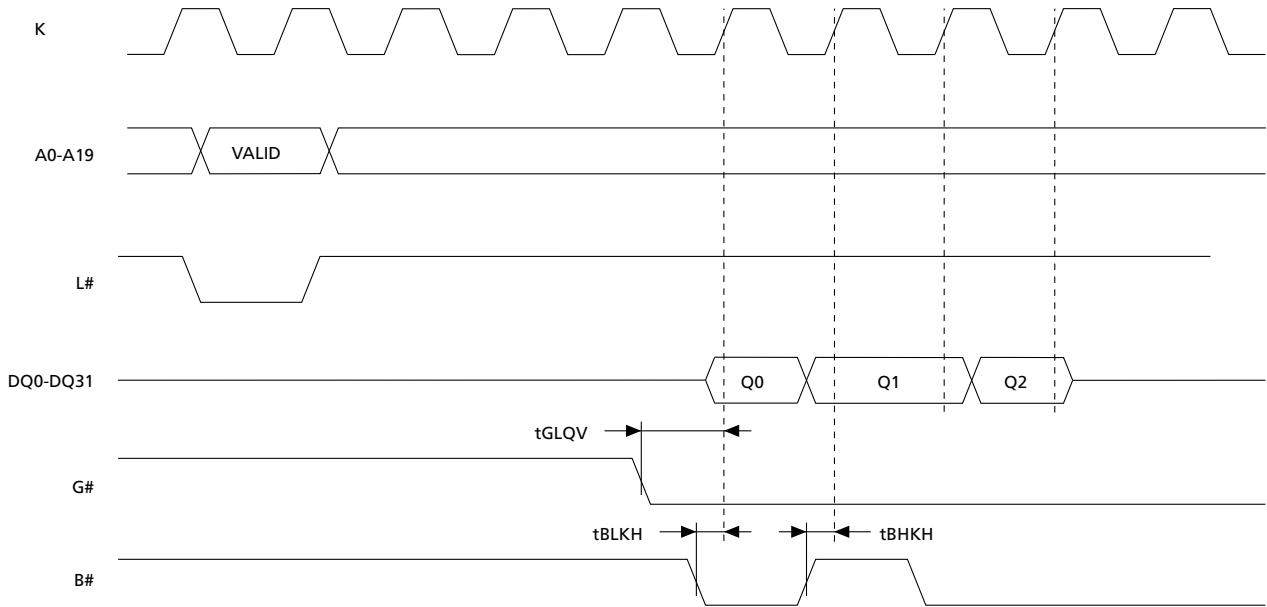 K
A0-A19
VALID
L#
DQ0-DQ31
Q0
Q1
Q2
tGLQV
G#
tBLKH
tBHKH
B#